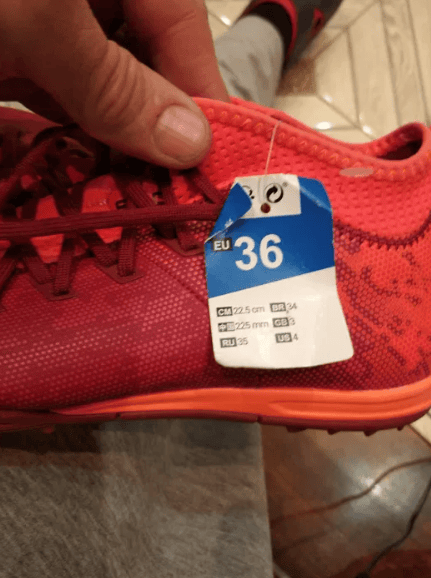 EU 36
CM 22.5 cm BR 34
中国 225 mm GB 3
RU 35 US 4